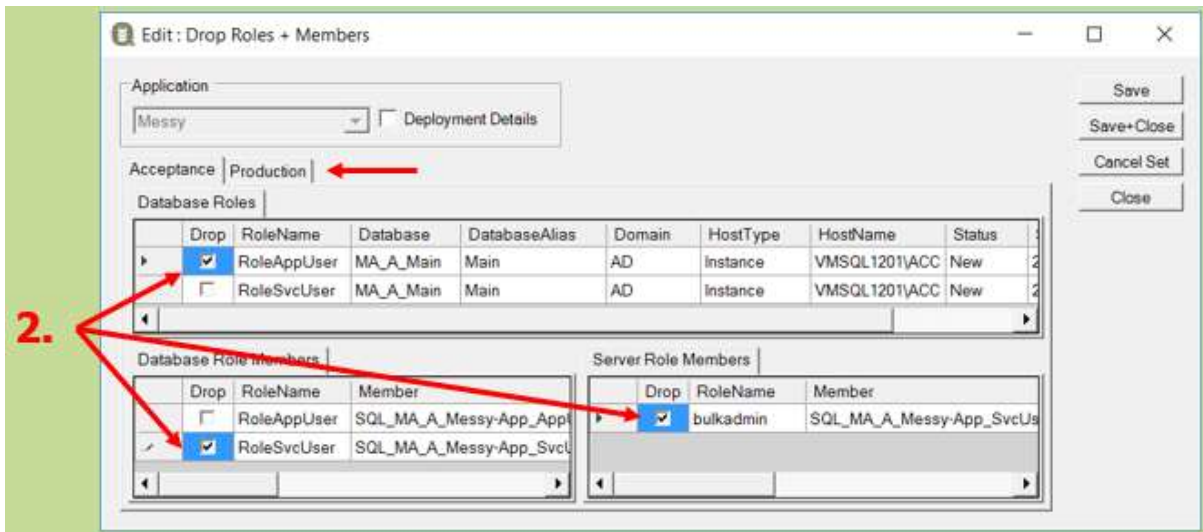 Edit : Drop Roles + Members
Application
Messy Deployment Details
Save
Save+Close
Cancel Set
Close
Acceptance Production
Database Roles
Drop RoleName Database DatabaseAlias Domain HostType HostName Status
RoleAppUser MA_A_Main Main AD Instance VMSQL1201\ACC New 2
RoleSvcUser MA_A_Main Main AD Instance VMSQL1201\ACC New 2
2.
Database Role Members
Drop RoleName Member
RoleAppUser SQL_MA_A_Messy-App_App
RoleSvcUser SQL_MA_A_Messy-App_Svc
Server Role Members
Drop RoleName Member
bulkadmin SQL_MA_A_Messy-App_SvcUs